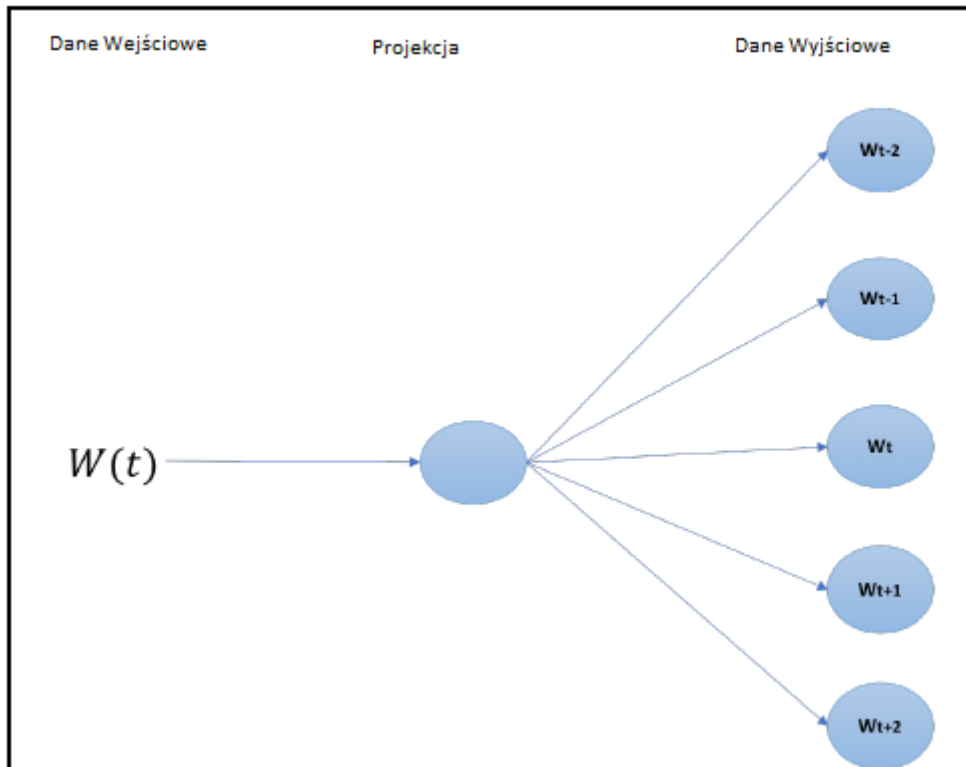 Dane Wejściowe
Projekcja
Dane Wyjściowe
Wt-2
Wt-1
W(t)
Wt
Wt+1
Wt+2